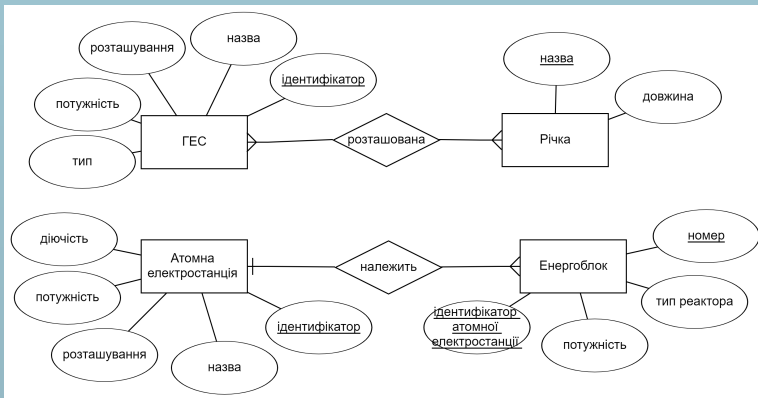 розташування
назва
ідентифікатор
потужність
тип
ГЕС
розташована
назва
довжина
Річка
діючість
потужність
розташування
назва
ідентифікатор
Атомна
електростанція
належить
Енергоблок
номер
тип реактора
потужність
ідентифікатор
атомної
електростанції